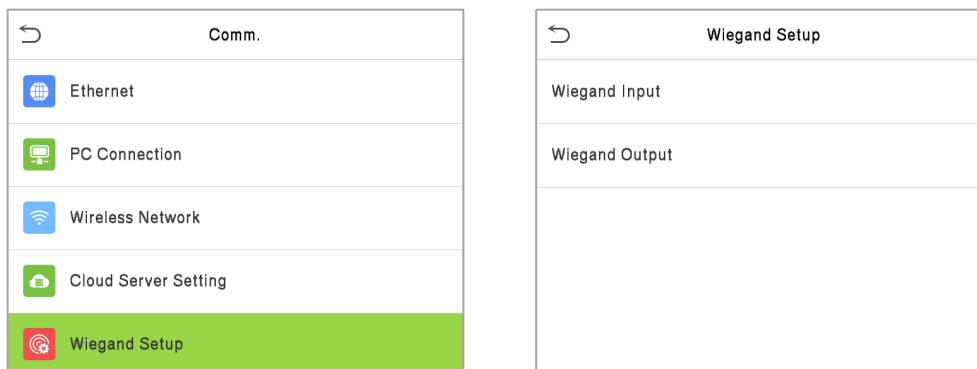 Comm.
Ethernet
PC Connection
Wireless Network
Cloud Server Setting
Wiegand Setup
Wiegand Setup
Wiegand Input
Wiegand Output